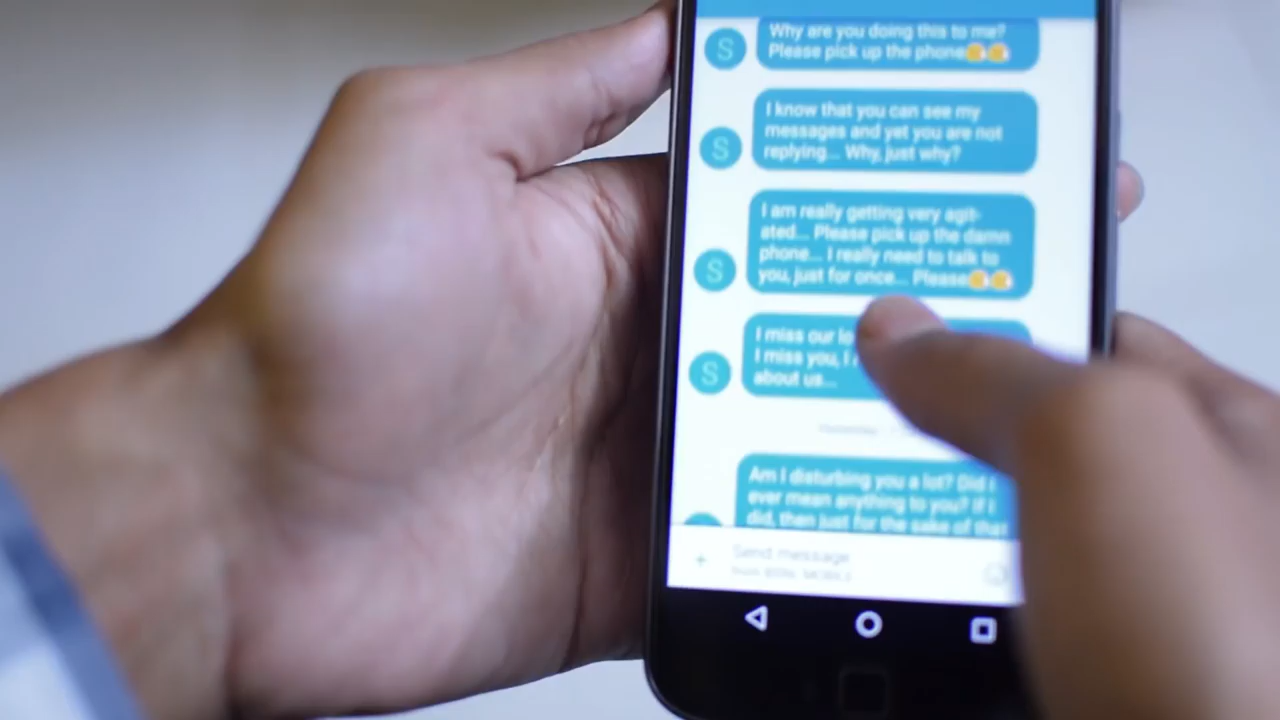 Why are you doing this to me?
Please pick up the phone
S
I know that you can see my
messages and yet you are not
replying... Why, just why?
S
I am really getting very agit-
ated... Please pick up the damn
phone... I really need to talk to
you, just for once... Please
S
I miss our
I miss you, I
about us...
S
Am I disturbing you a lot? Did I
ever mean anything to you? If I
did, then just for the sake of that
Send message